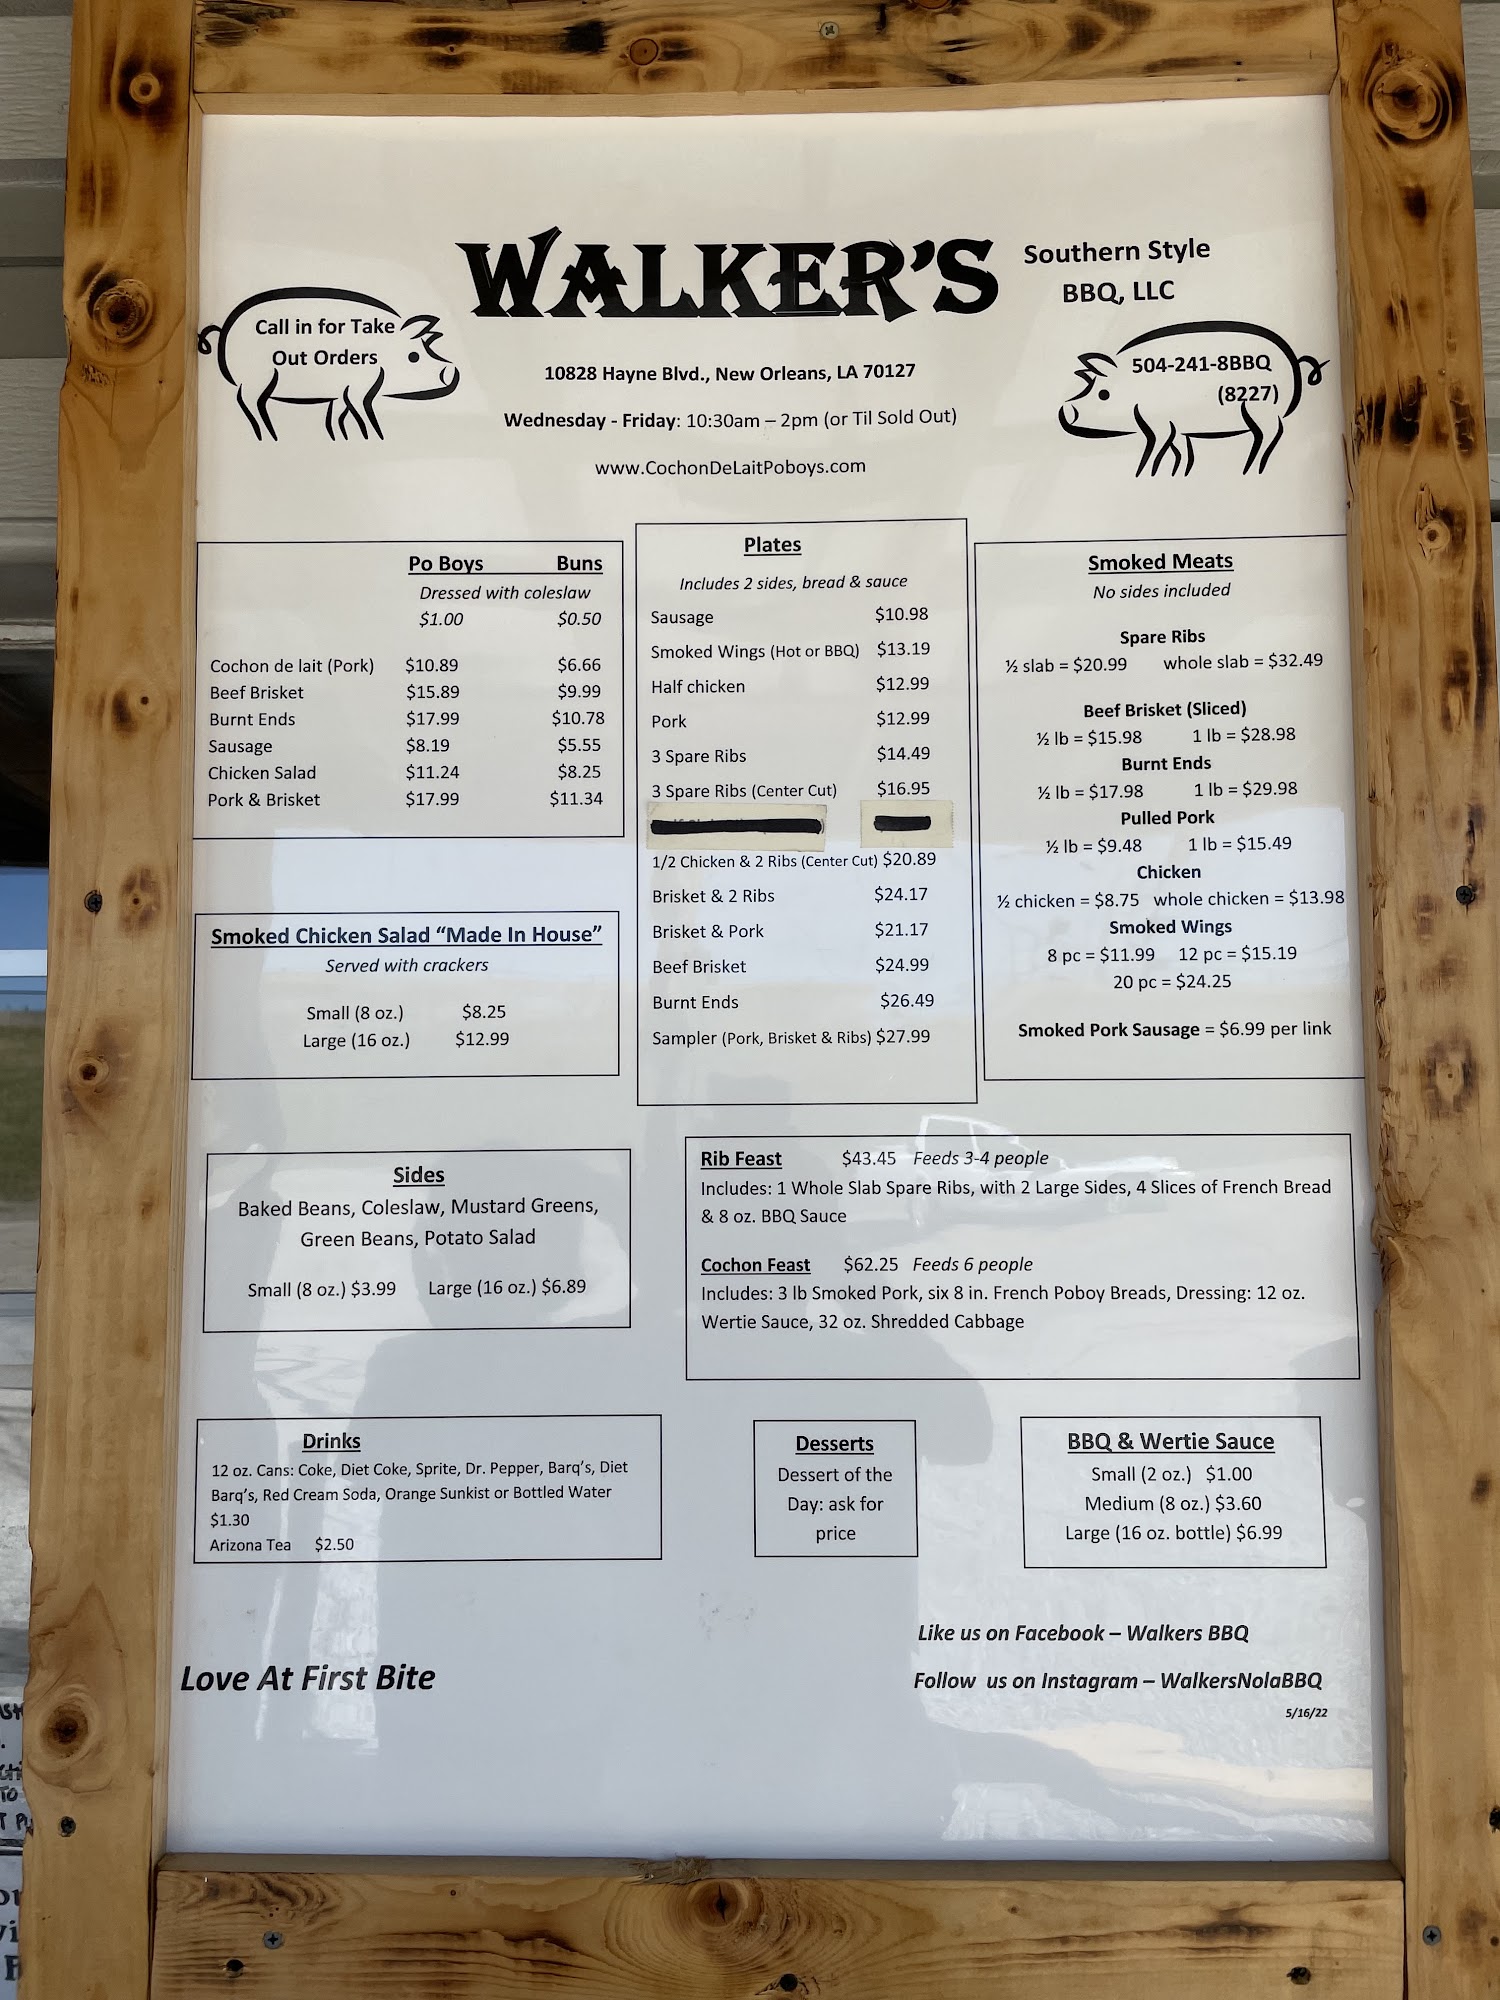 WALKER'S
Southern Style
BBQ, LLC
Call in for Take
Out Orders
504-241-8BBQ
(8227)
10828 Hayne Blvd., New Orleans, LA 70127
Wednesday - Friday: 10:30am – 2pm (or Til Sold Out)
www.CochonDeLaitPoboys.com
Po Boys Buns
Dressed with coleslaw
$1.00 $0.50
Cochon de lait (Pork) $10.89 $6.66
Beef Brisket $15.89 $9.99
Burnt Ends $17.99 $10.78
Sausage $8.19 $5.55
Chicken Salad $11.24 $8.25
Pork & Brisket $17.99 $11.34
Smoked Chicken Salad “Made In House”
Served with crackers
Small (8 oz.) $8.25
Large (16 oz.) $12.99
Plates
Includes 2 sides, bread & sauce
Sausage $10.98
Smoked Wings (Hot or BBQ) $13.19
Half chicken $12.99
Pork $12.99
3 Spare Ribs $14.49
3 Spare Ribs (Center Cut) $16.95
1/2 Chicken & 2 Ribs (Center Cut) $20.89
Brisket & 2 Ribs $24.17
Brisket & Pork $21.17
Beef Brisket $24.99
Burnt Ends $26.49
Sampler (Pork, Brisket & Ribs) $27.99
Smoked Meats
No sides included
Spare Ribs
½ slab = $20.99 whole slab = $32.49
Beef Brisket (Sliced)
½ lb = $15.98 1 lb = $28.98
Burnt Ends
½ lb = $17.98 1 lb = $29.98
Pulled Pork
½ lb = $9.48 1 lb = $15.49
Chicken
½ chicken = $8.75 whole chicken = $13.98
Smoked Wings
8 pc = $11.99 12 pc = $15.19
20 pc = $24.25
Smoked Pork Sausage = $6.99 per link
Sides
Baked Beans, Coleslaw, Mustard Greens,
Green Beans, Potato Salad
Small (8 oz.) $3.99 Large (16 oz.) $6.89
Rib Feast $43.45 Feeds 3-4 people
Includes: 1 Whole Slab Spare Ribs, with 2 Large Sides, 4 Slices of French Bread
& 8 oz. BBQ Sauce
Cochon Feast $62.25 Feeds 6 people
Includes: 3 lb Smoked Pork, six 8 in. French Poboy Breads, Dressing: 12 oz.
Wertie Sauce, 32 oz. Shredded Cabbage
Drinks
12 oz. Cans: Coke, Diet Coke, Sprite, Dr. Pepper, Barq's, Diet
Barq's, Red Cream Soda, Orange Sunkist or Bottled Water
$1.30
Arizona Tea $2.50
Desserts
Dessert of the
Day: ask for
price
BBQ & Wertie Sauce
Small (2 oz.) $1.00
Medium (8 oz.) $3.60
Large (16 oz. bottle) $6.99
Love At First Bite
Like us on Facebook – Walkers BBQ
Follow us on Instagram – WalkersNolaBBQ
5/16/22